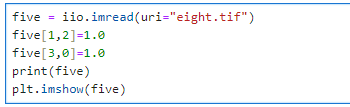 five = iio.imread(uri="eight.tif")
five[1,2]=1.0
five[3,0]=1.0
print(five)
plt.imshow(five)